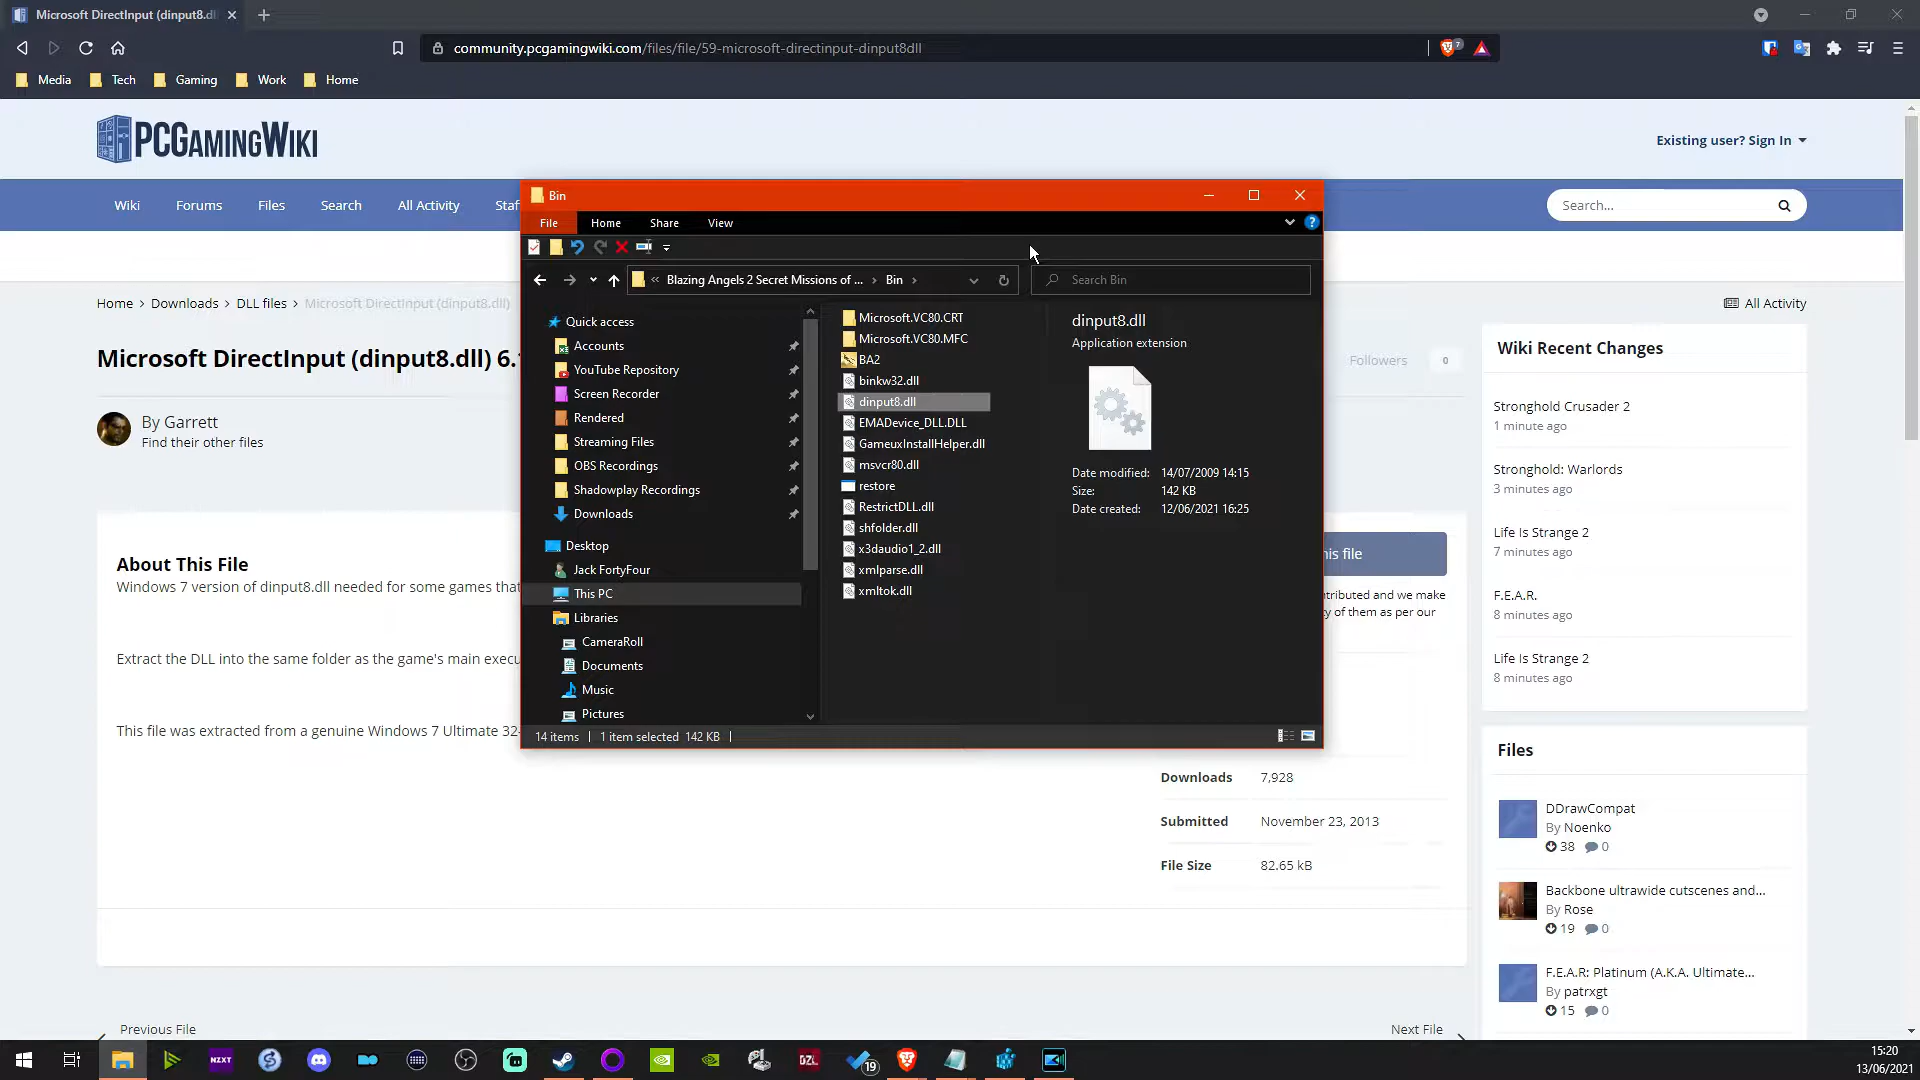 Microsoft DirectInput (dinput8.dl
community.pcgamingwiki.com/files/file/59-microsoft-directinput-dinput8dll
7
Media
Tech
Gaming
Work
Home
PCGamingWiki
Existing user? Sign In
Wiki
Forums
Files
Search
All Activity
Staf
Search...
Home > Downloads > DLL files > Microsoft DirectInput (dinput8.dll)
All Activity
Microsoft DirectInput (dinput8.dll) 6.
Followers
0
By Garrett
Find their other files
About This File
Windows 7 version of dinput8.dll needed for some games that
Extract the DLL into the same folder as the game's main execu
This file was extracted from a genuine Windows 7 Ultimate 32-
his file
ntributed and we make
y of them as per our
Downloads 7,928
Submitted November 23, 2013
File Size 82.65 kB
Previous File
Next File
Wiki Recent Changes
Stronghold Crusader 2
1 minute ago
Stronghold: Warlords
3 minutes ago
Life Is Strange 2
7 minutes ago
F.E.A.R.
8 minutes ago
Life Is Strange 2
8 minutes ago
Files
DDrawCompat
By Noenko
38 0
Backbone ultrawide cutscenes and...
By Rose
19 0
F.E.A.R: Platinum (A.K.A. Ultimate...
By patrxgt
15 0
Bin
File
Home
Share
View
« Blazing Angels 2 Secret Missions of ... > Bin >
Search Bin
Quick access
Accounts
YouTube Repository
Screen Recorder
Rendered
Streaming Files
OBS Recordings
Shadowplay Recordings
Downloads
Desktop
Jack FortyFour
This PC
Libraries
CameraRoll
Documents
Music
Pictures
Microsoft.VC80.CRT
Microsoft.VC80.MFC
BA2
binkw32.dll
dinput8.dll
EMADevice_DLL.DLL
GameuxInstallHelper.dll
msvcr80.dll
restore
RestrictDLL.dll
shfolder.dll
x3daudio1_2.dll
xmlparse.dll
xmltok.dll
dinput8.dll
Application extension
Date modified: 14/07/2009 14:15
Size: 142 KB
Date created: 12/06/2021 16:25
14 items
1 item selected 142 KB
NZXT
DZL
19
15:20
13/06/2021